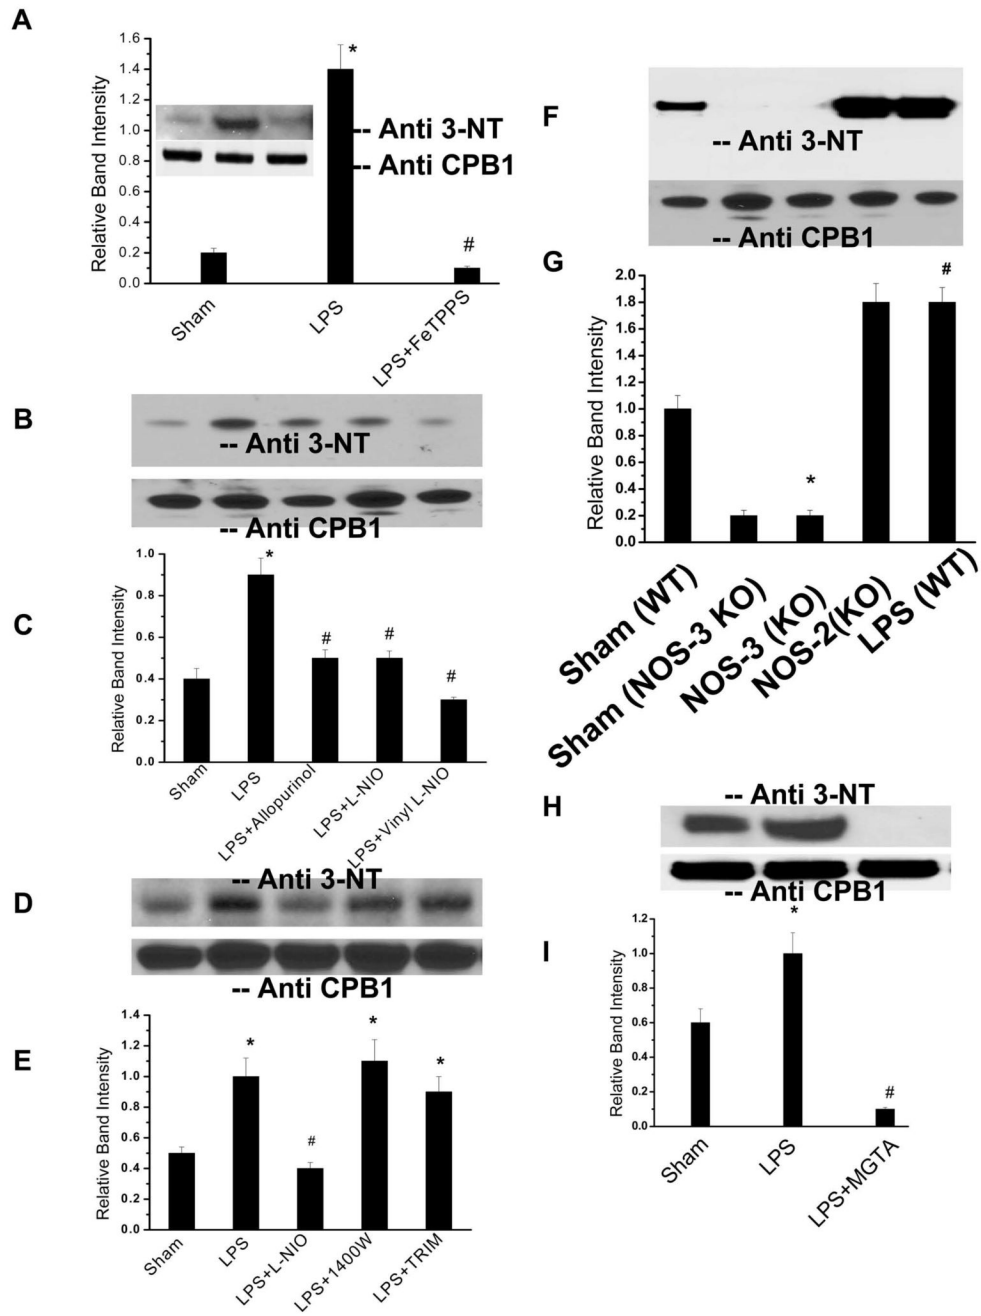 A
Relative Band Intensity
1.6
1.4
1.2
1.0
0.8
0.6
0.4
0.2
0.0
*
#
-- Anti 3-NT
-- Anti CPB1
Sham
LPS
LPS+FeTPPS
B
-- Anti 3-NT
-- Anti CPB1
C
Relative Band Intensity
1.0
0.8
0.6
0.4
0.2
0.0
*
#
#
#
Sham
LPS
LPS+Allopurinol
LPS+L-NIO
LPS+Vinyl L-NIO
D
-- Anti 3-NT
-- Anti CPB1
E
Relative Band Intensity
1.4
1.2
1.0
0.8
0.6
0.4
0.2
0.0
*
#
*
*
Sham
LPS
LPS+L-NIO
LPS+1400W
LPS+TRIM
F
-- Anti 3-NT
-- Anti CPB1
G
Relative Band Intensity
2.0
1.8
1.4
1.2
1.0
0.8
0.6
0.4
0.2
0.0
*
#
Sham (WT)
Sham (NOS-3 KO)
NOS-3 (KO)
NOS-2(KO)
LPS (WT)
H
-- Anti 3-NT
-- Anti CPB1
I
Relative Band Intensity
1.2
1.0
0.8
0.6
0.4
0.2
0.0
*
#
Sham
LPS
LPS+MGTA